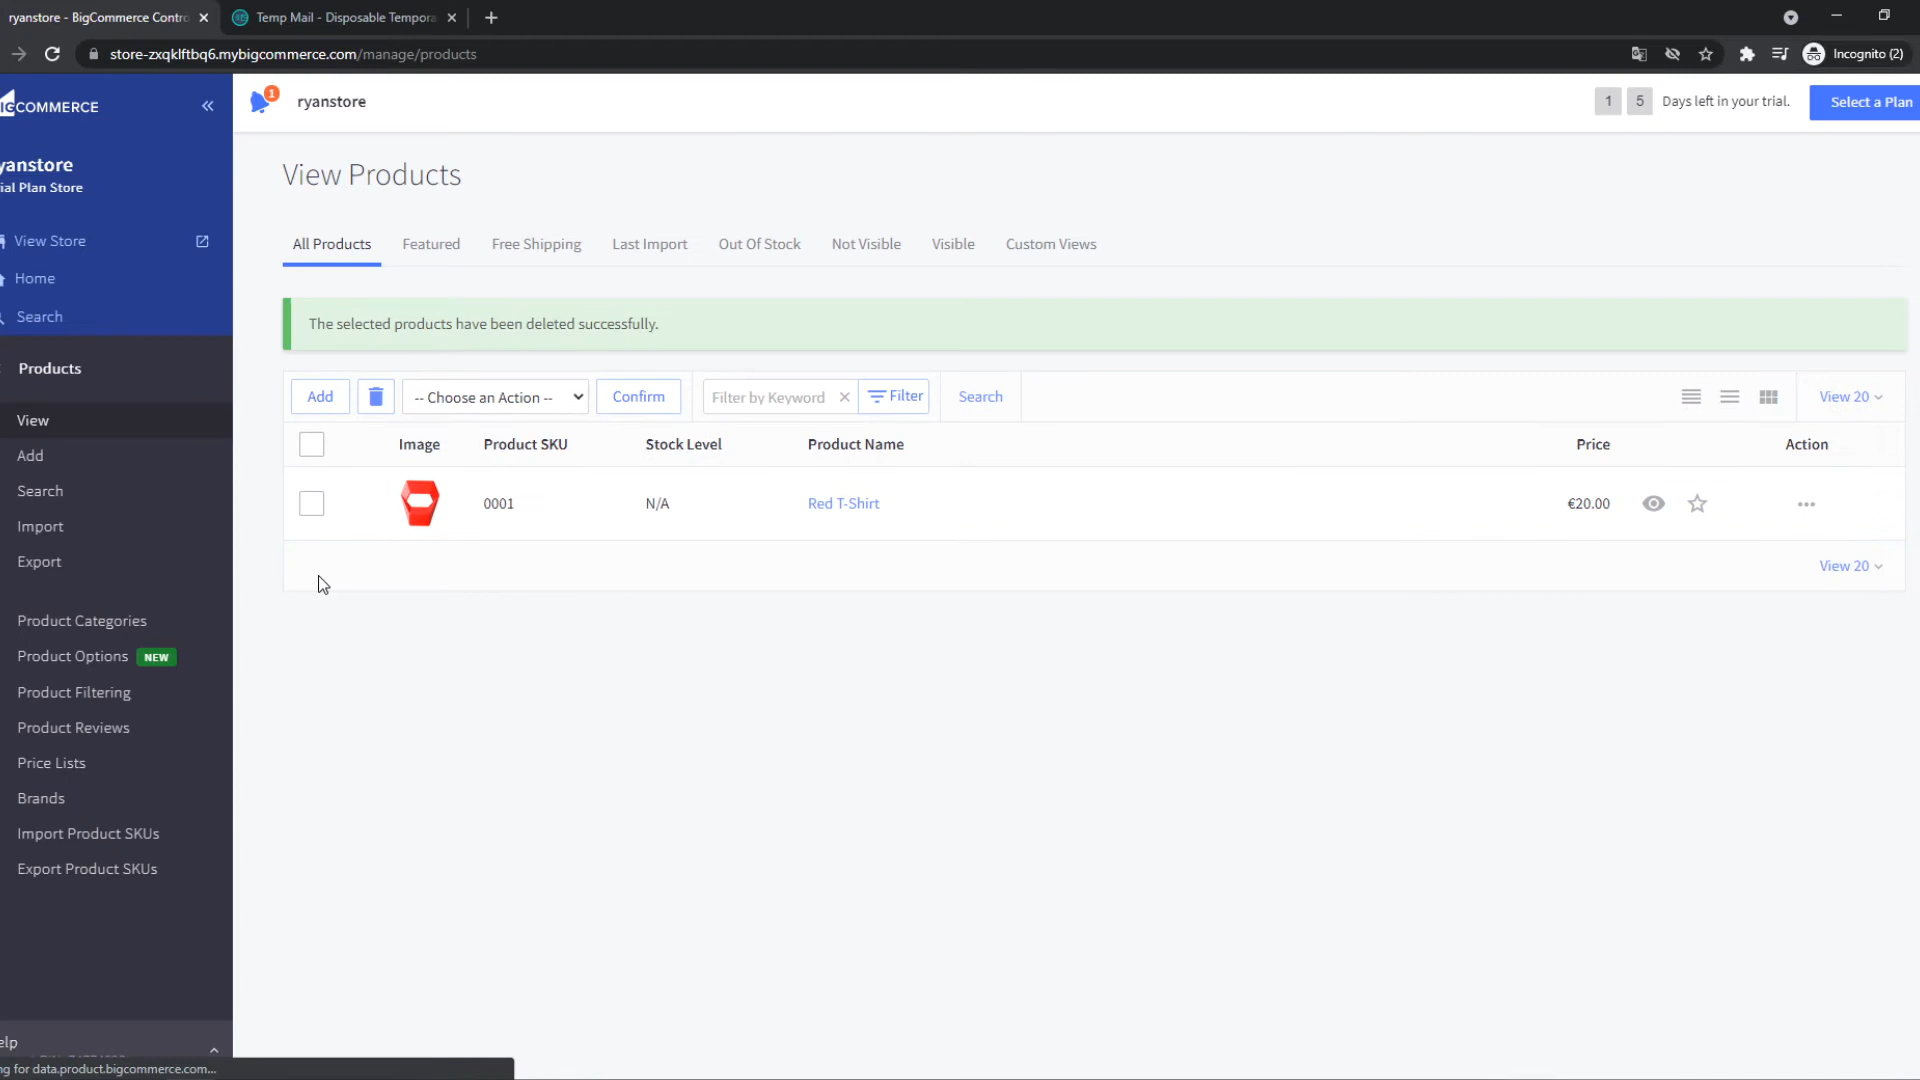 ryanstore - BigCommerce Contro
Temp Mail - Disposable Tempora
store-zxqklftbq6.mybigcommerce.com/manage/products
Incognito (2)
IGCOMMERCE
1
ryanstore
1 5 Days left in your trial.
Select a Plan
yanstore
ial Plan Store
View Store
Home
Search
Products
View
Add
Search
Import
Export
Product Categories
Product Options NEW
Product Filtering
Product Reviews
Price Lists
Brands
Import Product SKUs
Export Product SKUs
elp
ng for data.product.bigcommerce.com...
View Products
All Products Featured Free Shipping Last Import Out Of Stock Not Visible Visible Custom Views
The selected products have been deleted successfully.
Add -- Choose an Action -- Confirm Filter by Keyword Filter Search View 20
Image Product SKU Stock Level Product Name Price Action
0001 N/A Red T-Shirt €20.00
View 20